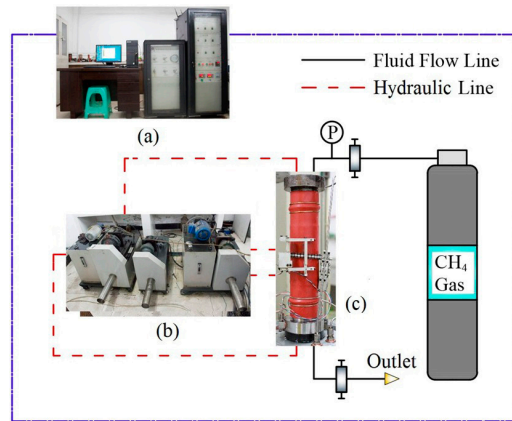 Fluid Flow Line
Hydraulic Line
(a)
P
CH₄
Gas
(b)
(c)
Outlet